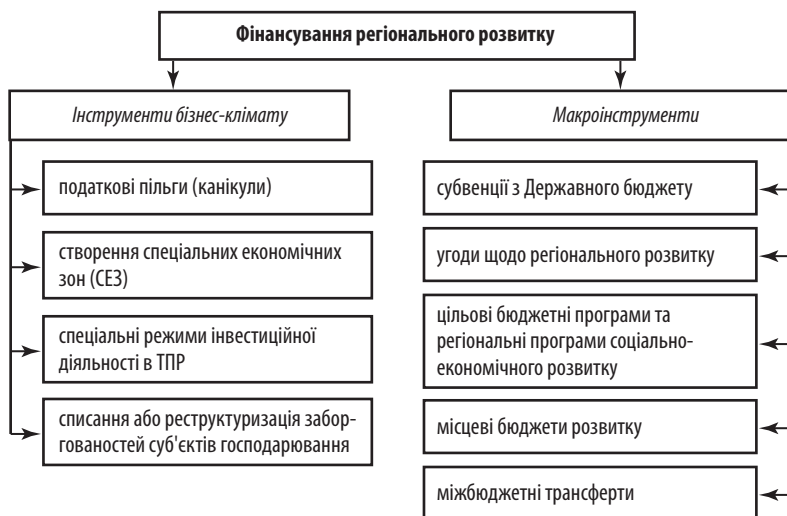 Фінансування регіонального розвитку
Інструменти бізнес-клімату
податкові пільги (канікули)
створення спеціальних економічних
зон (СЕЗ)
спеціальні режими інвестиційної
діяльності в ТПР
списання або реструктуризація забор-
гованостей суб'єктів господарювання
Макроінструменти
субвенції з Державного бюджету
угоди щодо регіонального розвитку
цільові бюджетні програми та
регіональні програми соціально-
економічного розвитку
місцеві бюджети розвитку
міжбюджетні трансферти